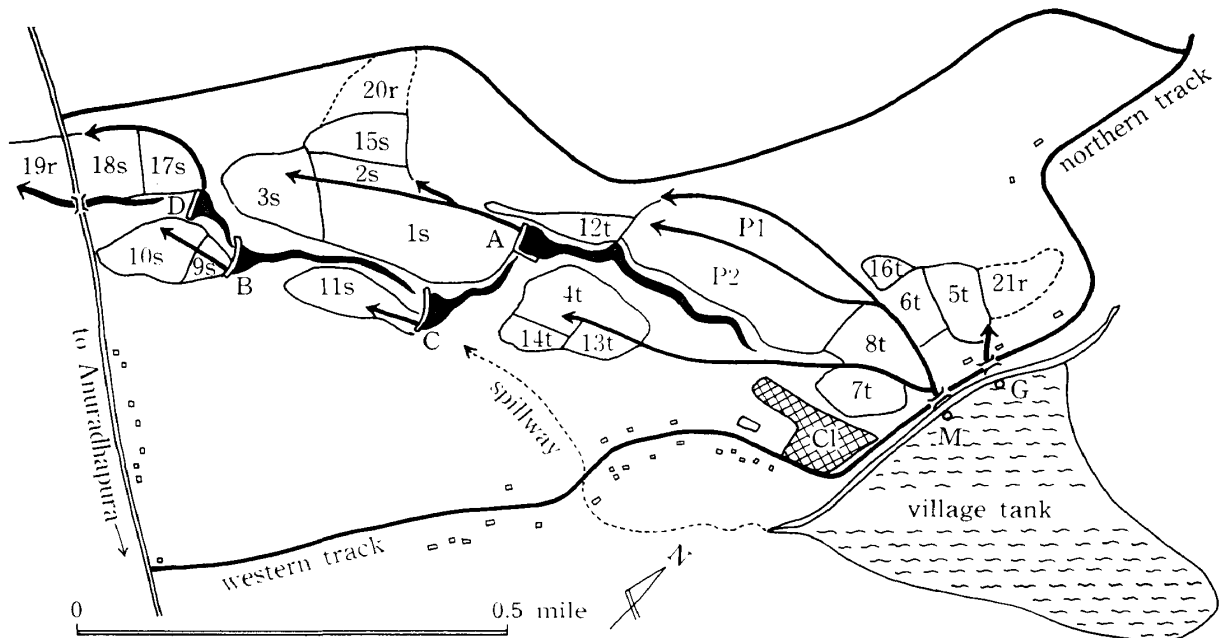 20r
northern track
19r
18s
17s
15s
2s
3s
1s
A
12t
P1
P2
16t
6t
5t
21r
D
10s
9s
B
11s
C
4t
14t
13t
8t
7t
G
M
C1
spillway
to Anuradhapura
village tank
western track
N
0
0.5 mile